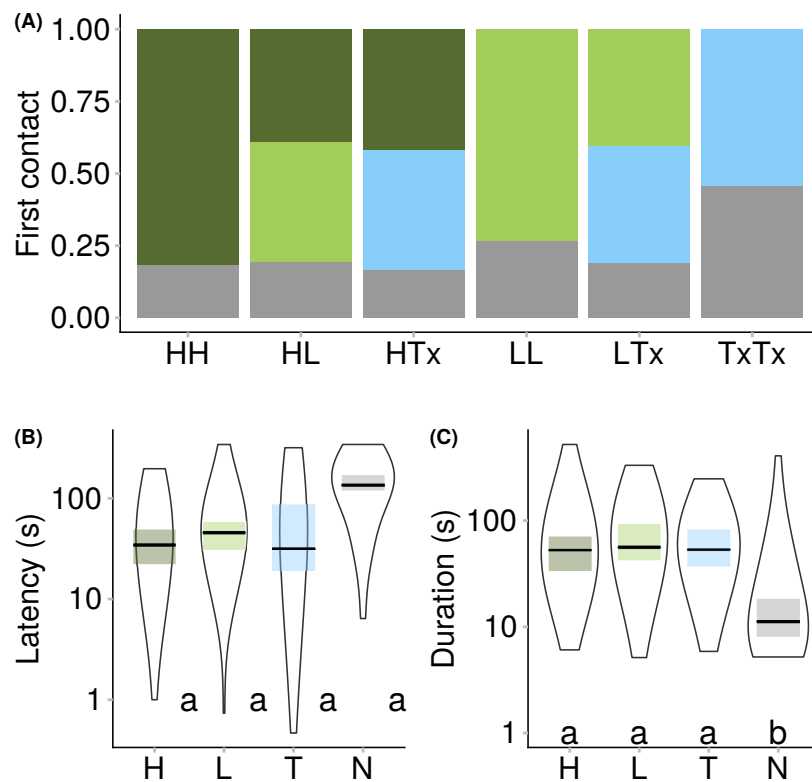 (A)
First contact
1.00
0.75
0.50
0.25
0.00
HH HL HTx LL LTx TxTx
(B)
Latency (s)
100
10
1
a a a a
H L T N
(C)
Duration (s)
100
10
1
a a a b
H L T N